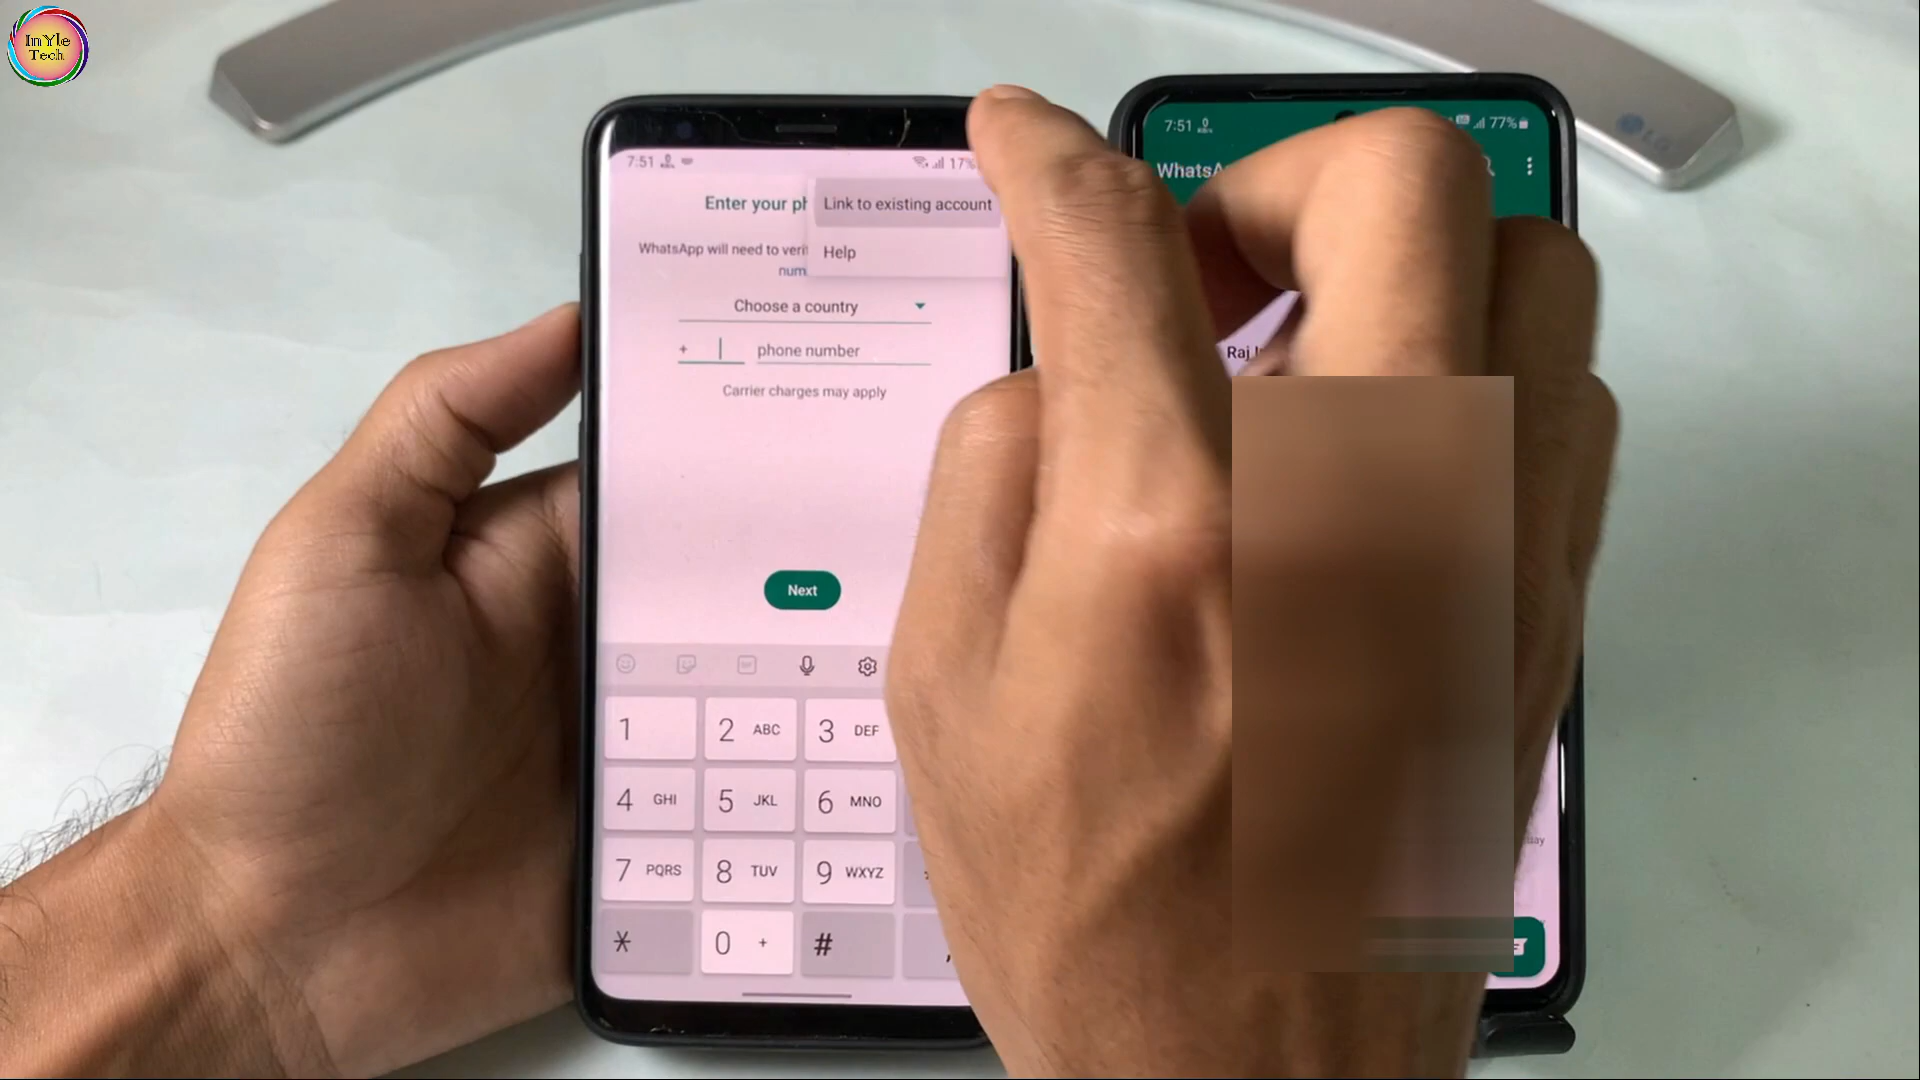 InYle
Tech
LG
7:51
17%
Enter your ph
Link to existing account
WhatsApp will need to veri
Help
num
Choose a country
+
phone number
Carrier charges may apply
Next
1
2 ABC
3 DEF
4 GHI
5 JKL
6 MNO
7 PQRS
8 TUV
9 WXYZ
*
0 +
#
,
7:51
77%
WhatsA
Raj